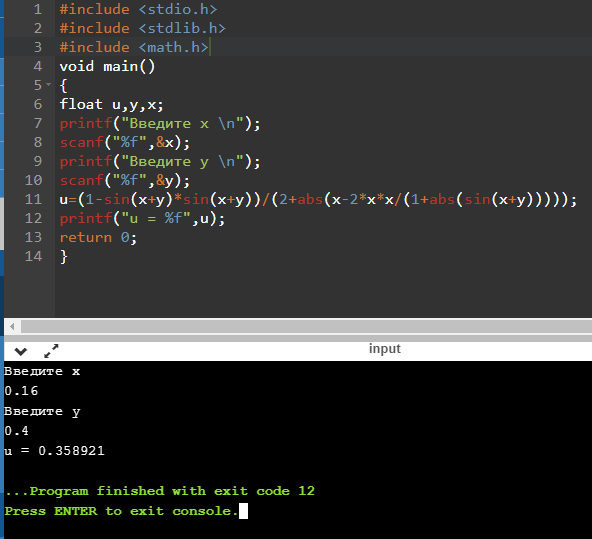 1 #include <stdio.h>
2 #include <stdlib.h>
3 #include <math.h>
4 void main()
5 {
6 float u,y,x;
7 printf("Введите x \n");
8 scanf("%f",&x);
9 printf("Введите y \n");
10 scanf("%f",&y);
11 u=(1-sin(x+y)*sin(x+y))/(2+abs(x-2*x*x/(1+abs(sin(x+y)))));
12 printf("u = %f",u);
13 return 0;
14 }
input
Введите x
0.16
Введите y
0.4
u = 0.358921
...Program finished with exit code 12
Press ENTER to exit console.